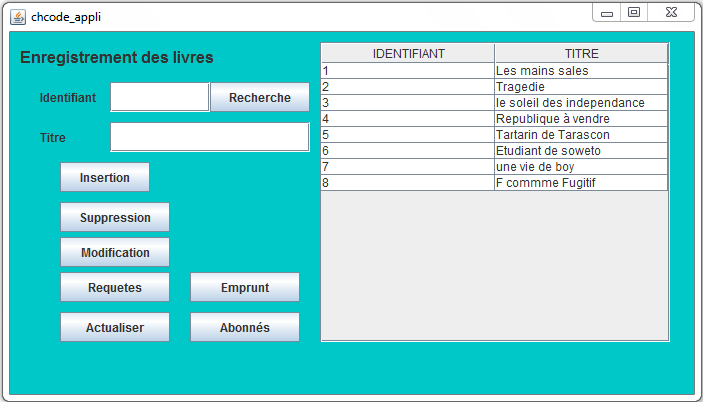 chcode_appli
Enregistrement des livres
Identifiant
Recherche
Titre
Insertion
Suppression
Modification
Requetes
Emprunt
Actualiser
Abonnés
IDENTIFIANT TITRE
1 Les mains sales
2 Tragedie
3 le soleil des independance
4 Republique à vendre
5 Tartarin de Tarascon
6 Etudiant de soweto
7 une vie de boy
8 F commme Fugitif